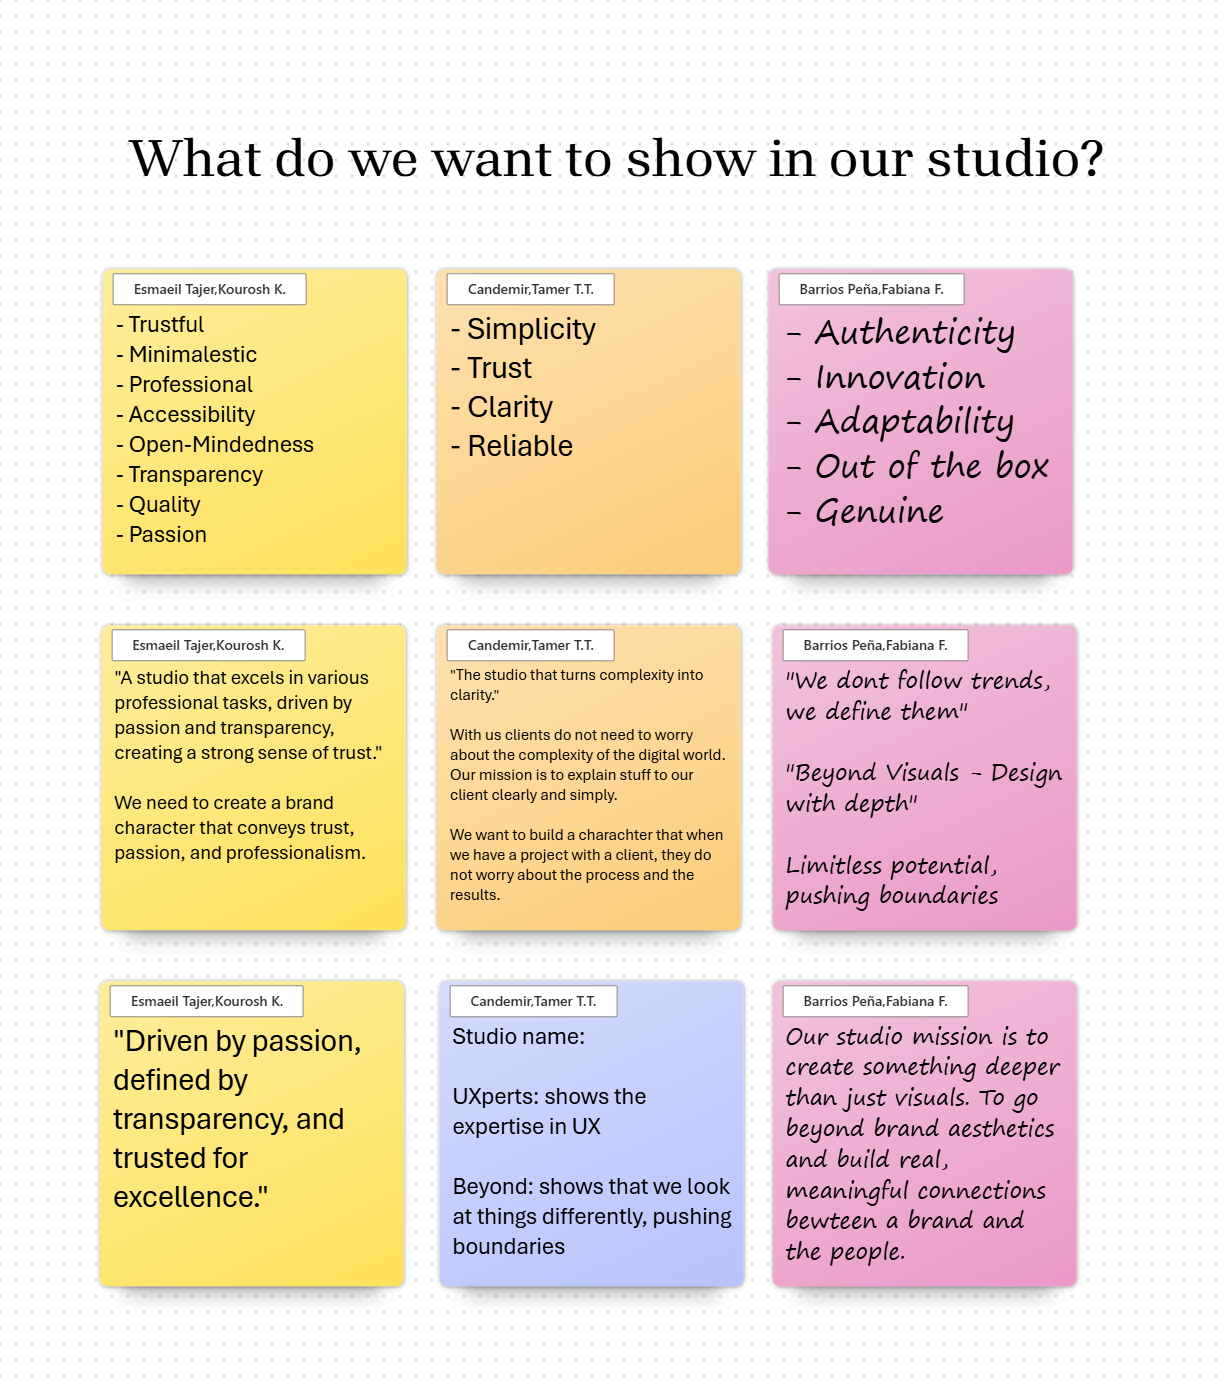 What do we want to show in our studio?
Esmaeil Tajer,Kourosh K.
- Trustful
- Minimalestic
- Professional
- Accessibility
- Open-Mindedness
- Transparency
- Quality
- Passion
Candemir,Tamer T.T.
- Simplicity
- Trust
- Clarity
- Reliable
Barrios Peña,Fabiana F.
- Authenticity
- Innovation
- Adaptability
- Out of the box
- Genuine
Esmaeil Tajer,Kourosh K.
"A studio that excels in various
professional tasks, driven by
passion and transparency,
creating a strong sense of trust."
We need to create a brand
character that conveys trust,
passion, and professionalism.
Candemir,Tamer T.T.
"The studio that turns complexity into
clarity."
With us clients do not need to worry
about the complexity of the digital world.
Our mission is to explain stuff to our
client clearly and simply.
We want to build a charachter that when
we have a project with a client, they do
not worry about the process and the
results.
Barrios Peña,Fabiana F.
"We dont follow trends,
we define them"
"Beyond Visuals - Design
with depth"
Limitless potential,
pushing boundaries
Esmaeil Tajer,Kourosh K.
"Driven by passion,
defined by
transparency, and
trusted for
excellence."
Candemir,Tamer T.T.
Studio name:
UXperts: shows the
expertise in UX
Beyond: shows that we look
at things differently, pushing
boundaries
Barrios Peña,Fabiana F.
Our studio mission is to
create something deeper
than just visuals. To go
beyond brand aesthetics
and build real,
meaningful connections
bewteen a brand and
the people.